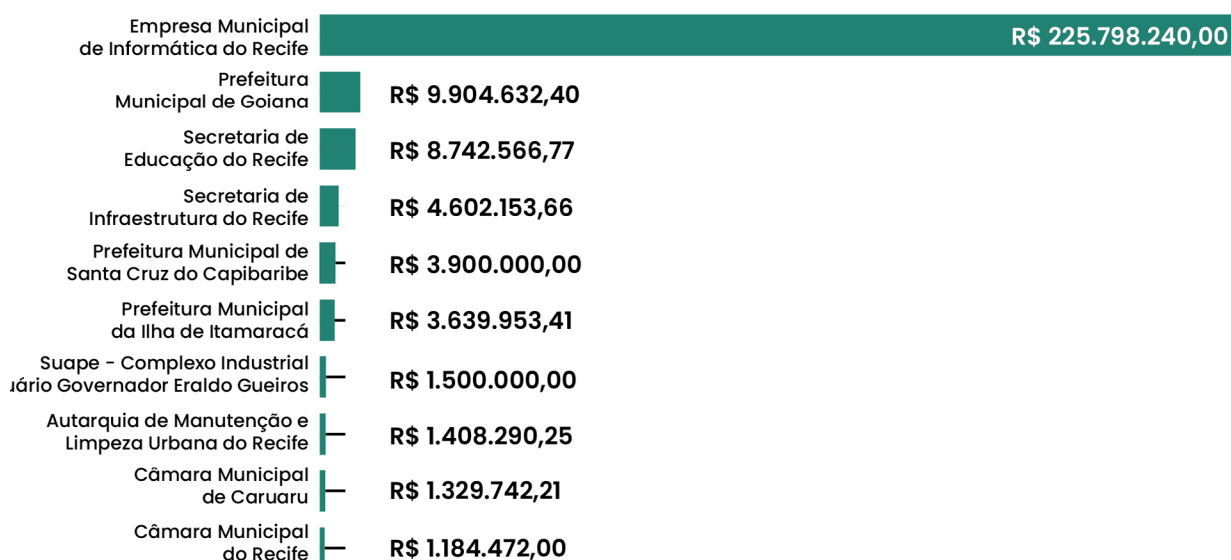 Empresa Municipal
de Informática do Recife
R$ 225.798.240,00
Prefeitura
Municipal de Goiana
R$ 9.904.632,40
Secretaria de
Educação do Recife
R$ 8.742.566,77
Secretaria de
Infraestrutura do Recife
R$ 4.602.153,66
Prefeitura Municipal de
Santa Cruz do Capibaribe
R$ 3.900.000,00
Prefeitura Municipal
da Ilha de Itamaracá
R$ 3.639.953,41
Suape - Complexo Industrial
Governador Eraldo Gueiros
R$ 1.500.000,00
Autarquia de Manutenção e
Limpeza Urbana do Recife
R$ 1.408.290,25
Câmara Municipal
de Caruaru
R$ 1.329.742,21
Câmara Municipal
do Recife
R$ 1.184.472,00